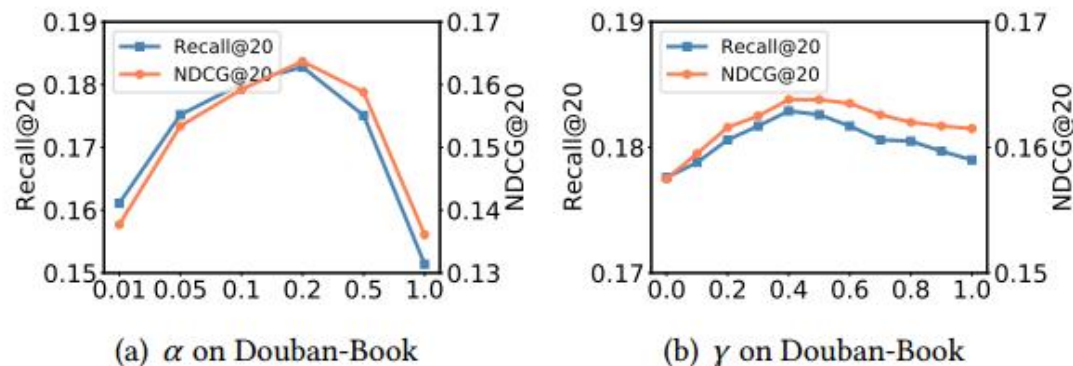 0.19
0.18
0.17
0.16
0.15
Recall@20
Recall@20
NDCG@20
0.17
0.16
0.15
0.14
0.13
NDCG@20
0.01 0.05 0.1 0.2 0.5 1.0
(a) α on Douban-Book
0.19
0.18
0.17
Recall@20
Recall@20
NDCG@20
0.17
0.16
0.15
NDCG@20
0.0 0.2 0.4 0.6 0.8 1.0
(b) γ on Douban-Book